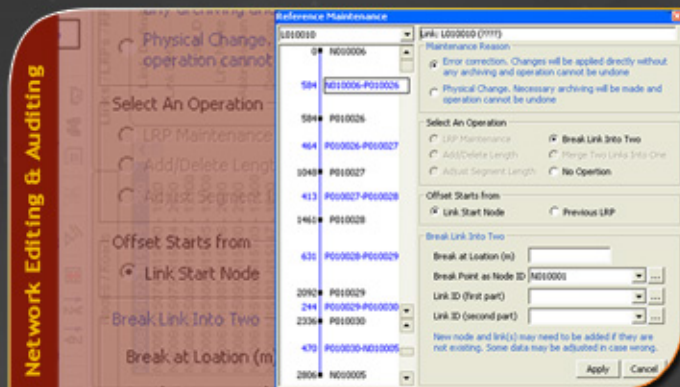 Network Editing & Auditing
Physical Change.
operation cannot
Select An Operation
LRP Maintenance
Add/Delete Lengt
Adjust Segment L
Offset Starts from
Link Start Node
Break Link Into Two
Break at Loation (m
Reference Maintenance
L010010
Link: L010010 (????)
0 N010006
584 N010006-P010026
584 P010026
464 P010026-P010027
1048 P010027
413 P010027-P010028
1461 P010028
631 P010028-P010029
2092 P010029
244 P010029-P010030
2336 P010030
470 P010030-N010005
2806 N010005
Maintenance Reason
Error correction. Changes will be applied directly without
any archiving and operation cannot be undone
Physical Change. Necessary archiving will be made and
operation cannot be undone
Select An Operation
LRP Maintenance Break Link Into Two
Add/Delete Length Merge Two Links Into One
Adjust Segment Length No Opertion
Offset Starts from
Link Start Node Previous LRP
Break Link Into Two
Break at Loation (m)
Break Point as Node ID N010001 ...
Link ID (first part) ...
Link ID (second part) ...
New node and link(s) may need to be added if they are
not existing. Some data may be adjusted in case wrong.
Apply Cancel